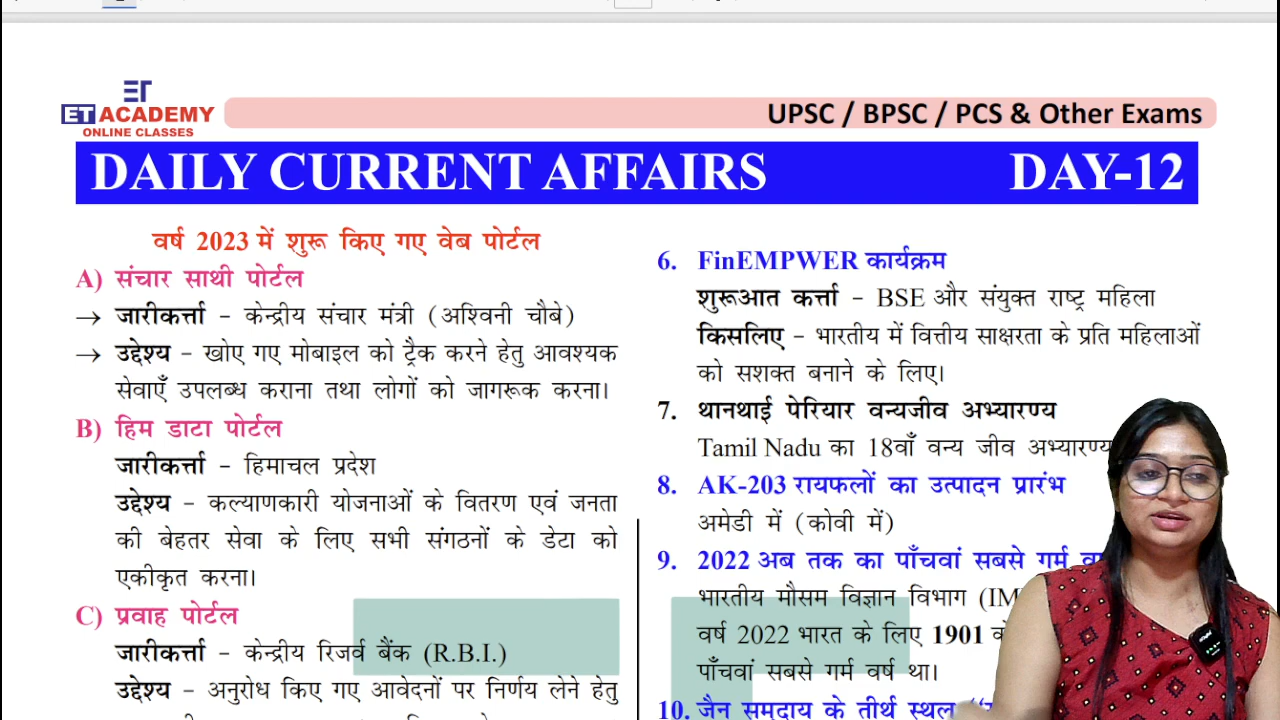 ET
ET ACADEMY
ONLINE CLASSES
UPSC / BPSC / PCS & Other Exams
DAILY CURRENT AFFAIRS DAY-12
वर्ष 2023 में शुरू किए गए वेब पोर्टल
A) संचार साथी पोर्टल
→ जारीकर्त्ता – केन्द्रीय संचार मंत्री (अश्विनी चौबे)
→ उद्देश्य – खोए गए मोबाइल को ट्रैक करने हेतु आवश्यक
सेवाएँ उपलब्ध कराना तथा लोगों को जागरूक करना।
B) हिम डाटा पोर्टल
जारीकर्त्ता – हिमाचल प्रदेश
उद्देश्य – कल्याणकारी योजनाओं के वितरण एवं जनता
की बेहतर सेवा के लिए सभी संगठनों के डेटा को
एकीकृत करना।
C) प्रवाह पोर्टल
जारीकर्त्ता – केन्द्रीय रिजर्व बैंक (R.B.I.)
उद्देश्य – अनुरोध किए गए आवेदनों पर निर्णय लेने हेतु
6. FinEMPWER कार्यक्रम
शुरूआत कर्त्ता – BSE और संयुक्त राष्ट्र महिला
किसलिए – भारतीय में वित्तीय साक्षरता के प्रति महिलाओं
को सशक्त बनाने के लिए।
7. थानथाई पेरियार वन्यजीव अभ्यारण्य
Tamil Nadu का 18वाँ वन्य जीव अभ्यारण्य
8. AK-203 रायफलों का उत्पादन प्रारंभ
अमेडी में (कोवी में)
9. 2022 अब तक का पाँचवां सबसे गर्म
भारतीय मौसम विज्ञान विभाग (IM
वर्ष 2022 भारत के लिए 1901
पाँचवां सबसे गर्म वर्ष था।
10. जैन समुदाय के तीर्थ स्थल